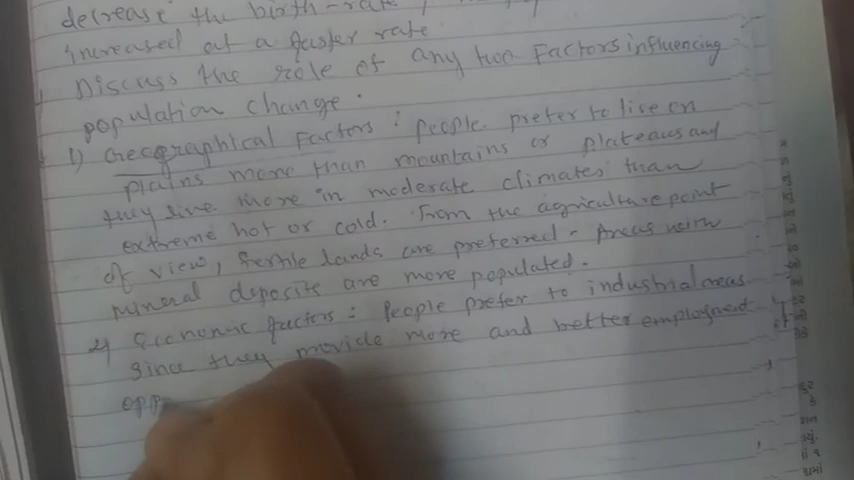 decrease the birth-rate,
increased at a faster rate.
Discuss the role of any two Factors influencing
population change.
1) Geographical Factors : people prefer to live on
plains more than mountains or plateaus and
they live more in moderate climates than
extreme hot or cold. From the agriculture point
of view, fertile lands are preferred. Areas with
mineral deposits are more populated.
2) Economic factors : People prefer to industrial areas
since they provide more and better employment
opp